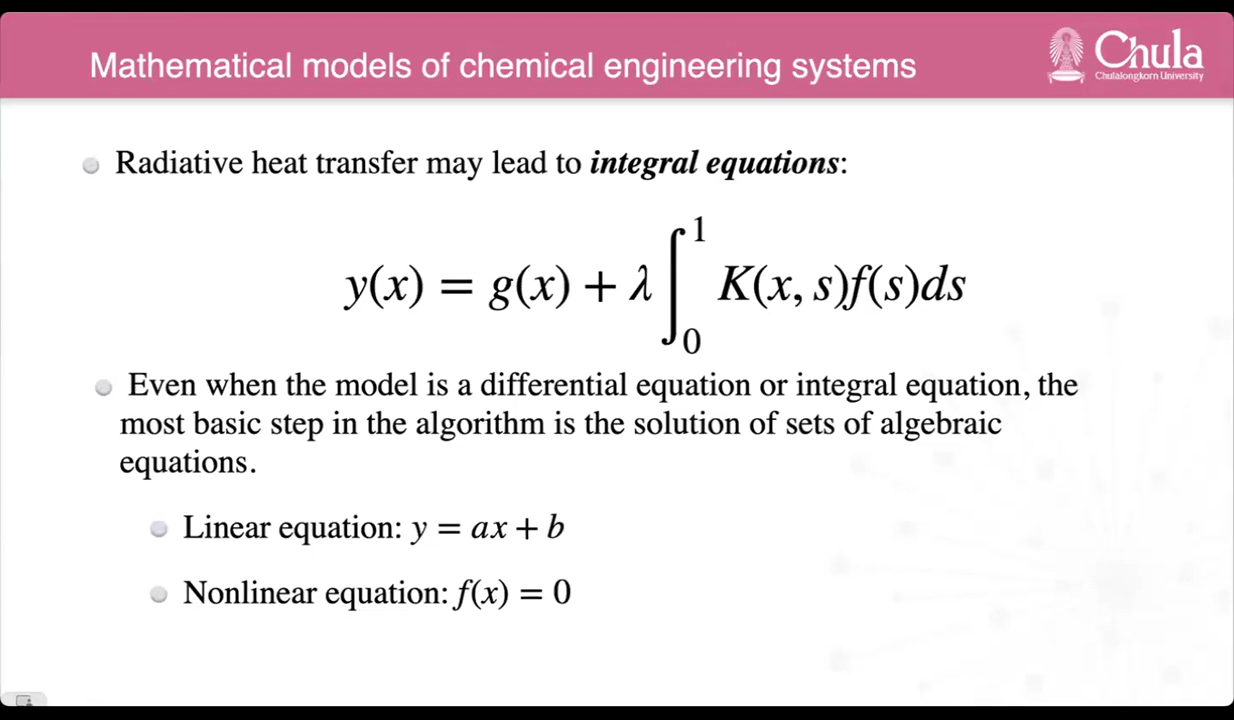 Mathematical models of chemical engineering systems
Chula
Chulalongkorn University
Radiative heat transfer may lead to integral equations:
y(x) = g(x) + λ ∫₀¹ K(x, s)f(s)ds
Even when the model is a differential equation or integral equation, the
most basic step in the algorithm is the solution of sets of algebraic
equations.
Linear equation: y = ax + b
Nonlinear equation: f(x) = 0